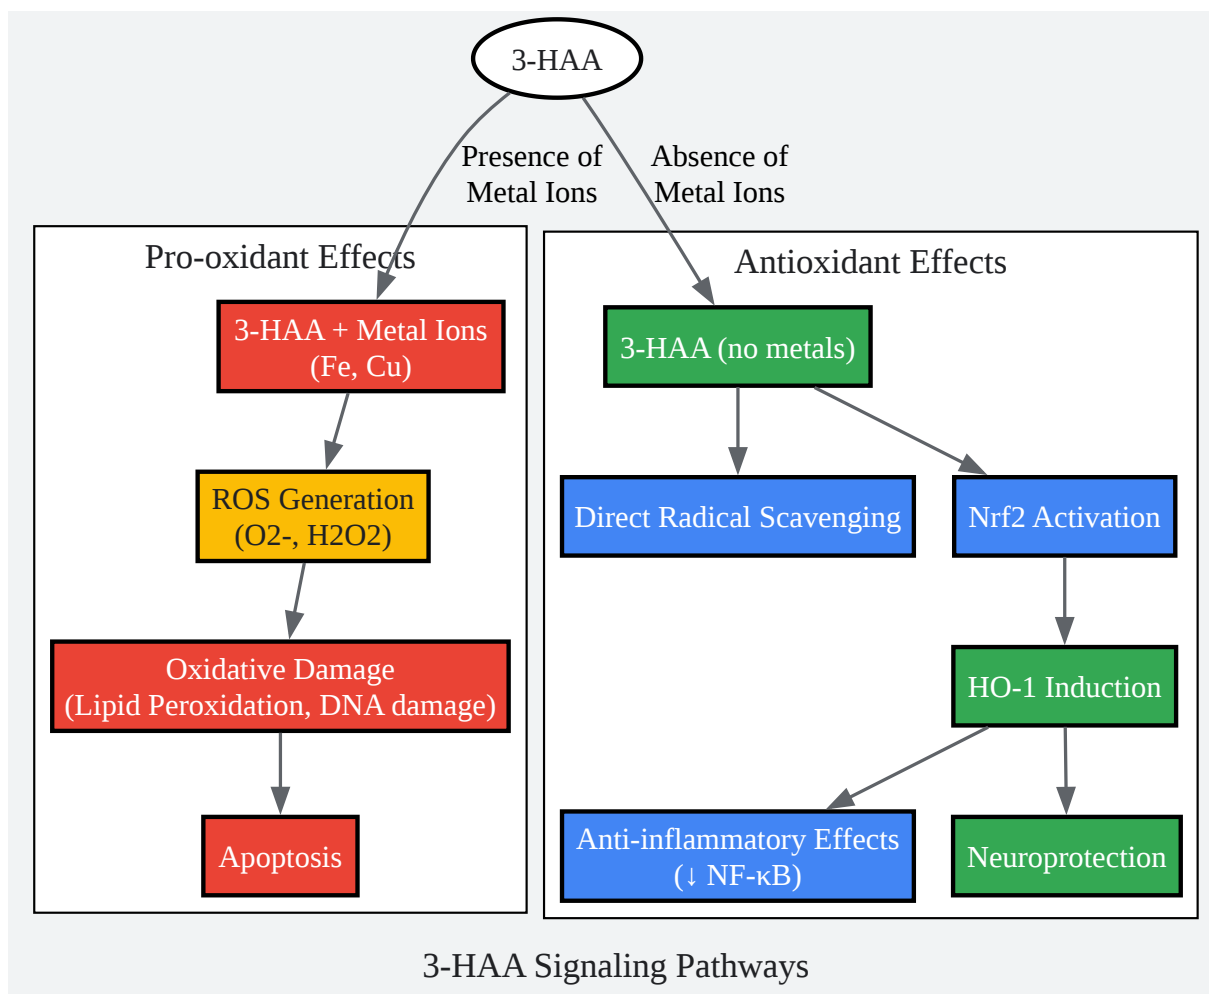 3-HAA
Presence of
Metal Ions
Absence of
Metal Ions
Pro-oxidant Effects
3-HAA + Metal Ions
(Fe, Cu)
ROS Generation
(O2-, H2O2)
Oxidative Damage
(Lipid Peroxidation, DNA damage)
Apoptosis
Antioxidant Effects
3-HAA (no metals)
Direct Radical Scavenging
Nrf2 Activation
HO-1 Induction
Anti-inflammatory Effects
(↓ NF-κB)
Neuroprotection
3-HAA Signaling Pathways